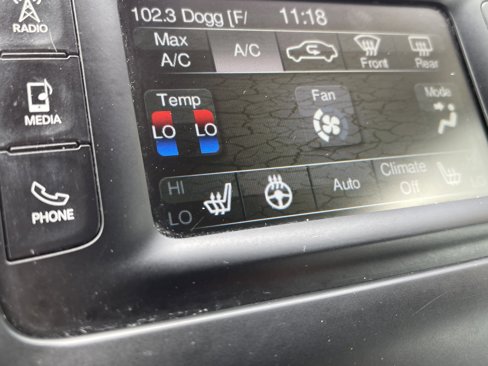 RADIO
MEDIA
PHONE
102.3 Dogg [F/ 11:18
Max
A/C
A/C
Front
Rear
Temp
LO LO
Fan
Mode
HI
LO
Auto
Climate
Off
LO